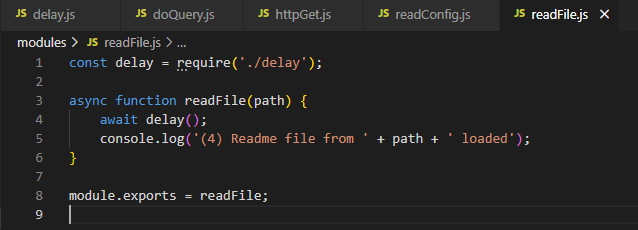 JS delay.js JS doQuery.js JS httpGet.js JS readConfig.js JS readFile.js ×
modules > JS readFile.js > ...
1 const delay = require('./delay');
2
3 async function readFile(path) {
4     await delay();
5     console.log('(4) Readme file from ' + path + ' loaded');
6 }
7
8 module.exports = readFile;
9